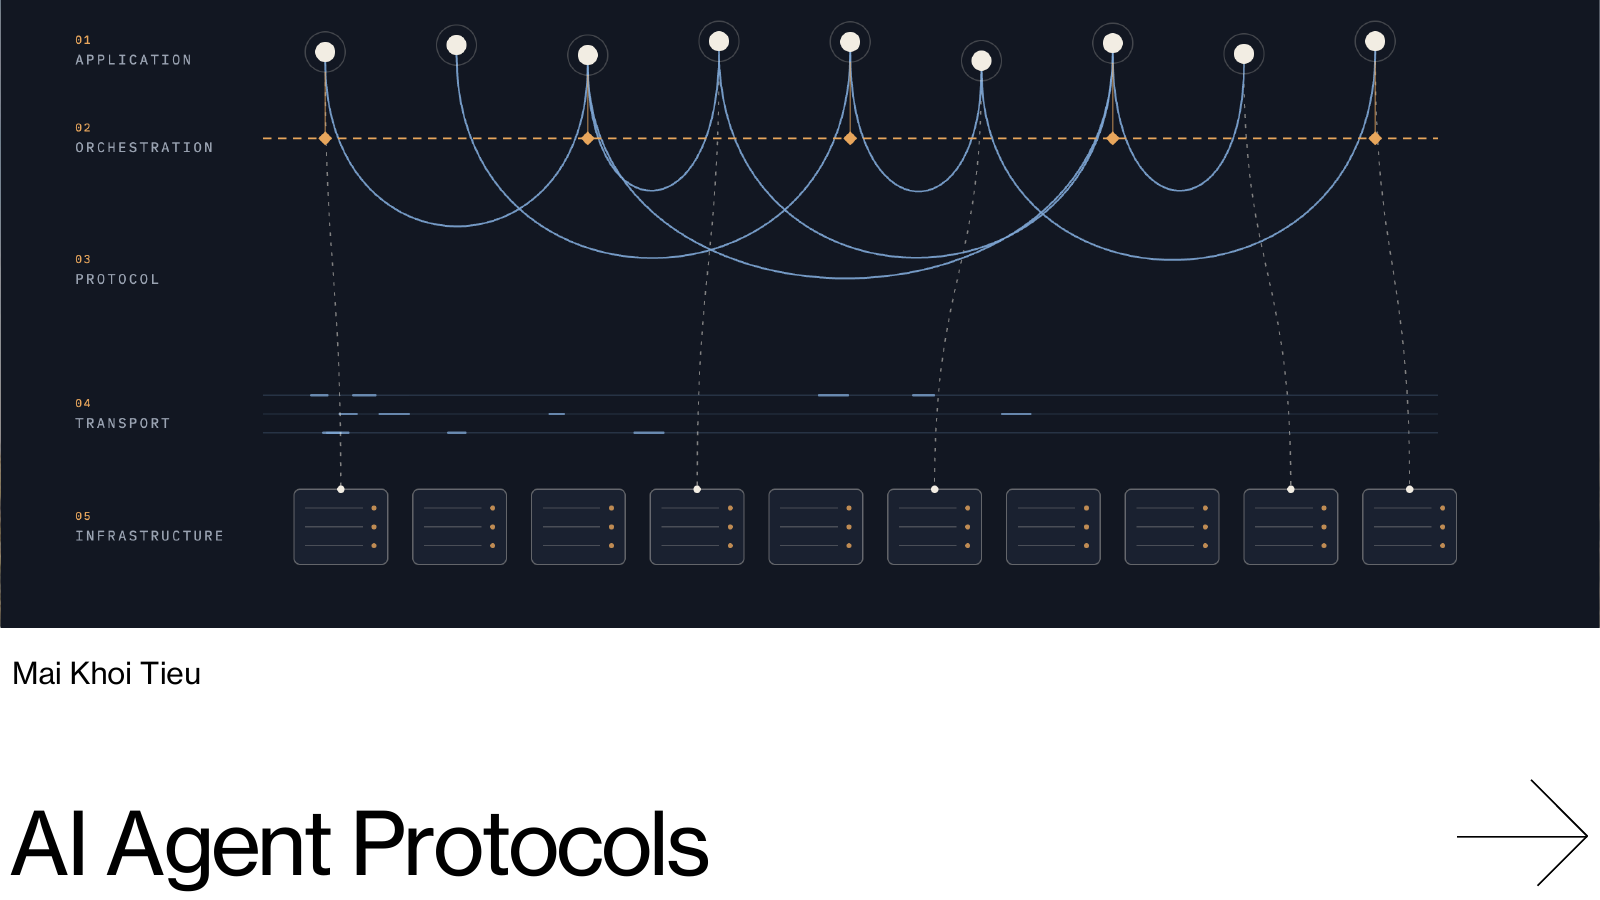 01
APPLICATION
02
ORCHESTRATION
03
PROTOCOL
04
TRANSPORT
05
INFRASTRUCTURE
Mai Khoi Tieu
AI Agent Protocols